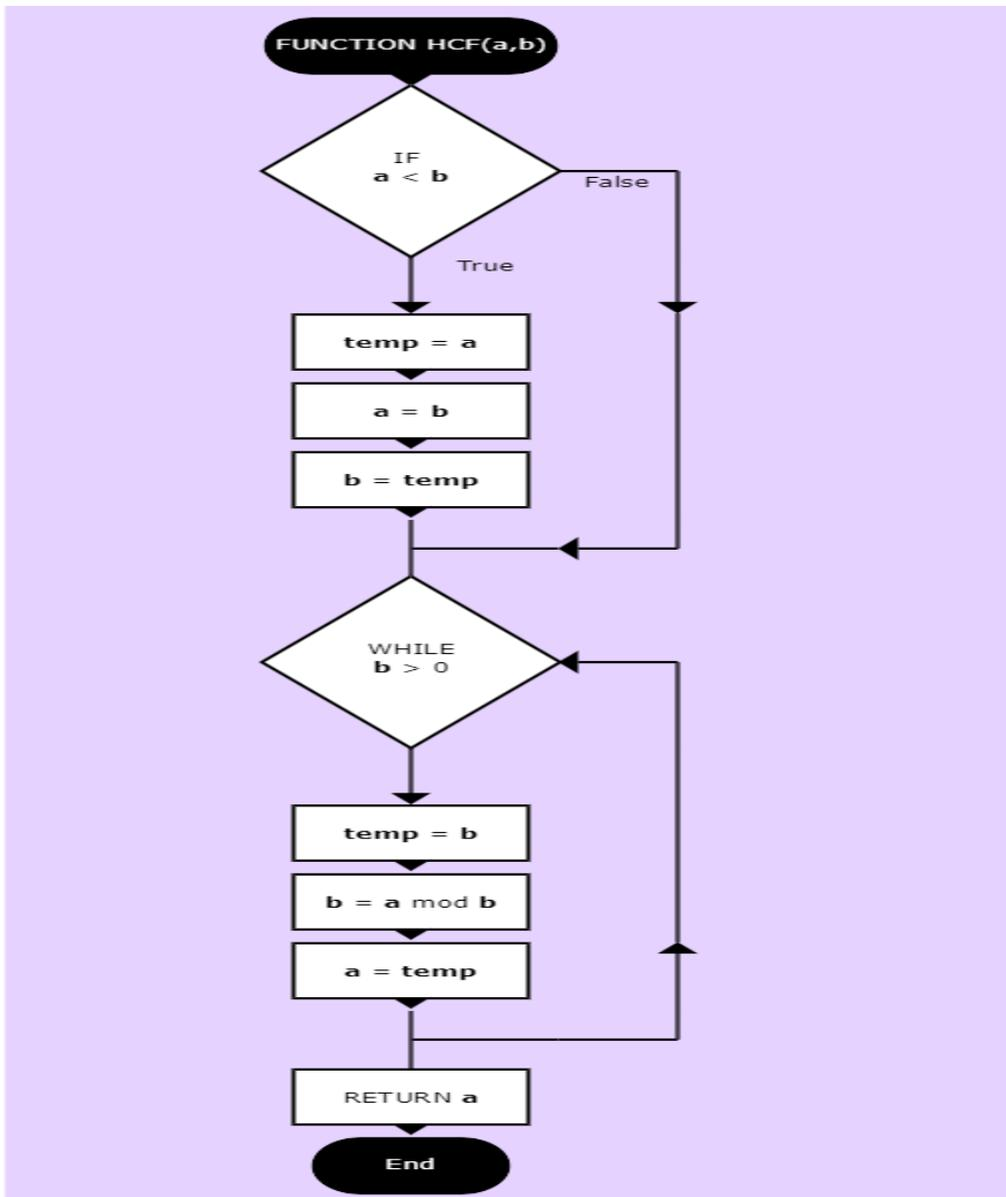 FUNCTION HCF(a,b)
IF
a < b
False
True
temp = a
a = b
b = temp
WHILE
b > 0
temp = b
b = a mod b
a = temp
RETURN a
End